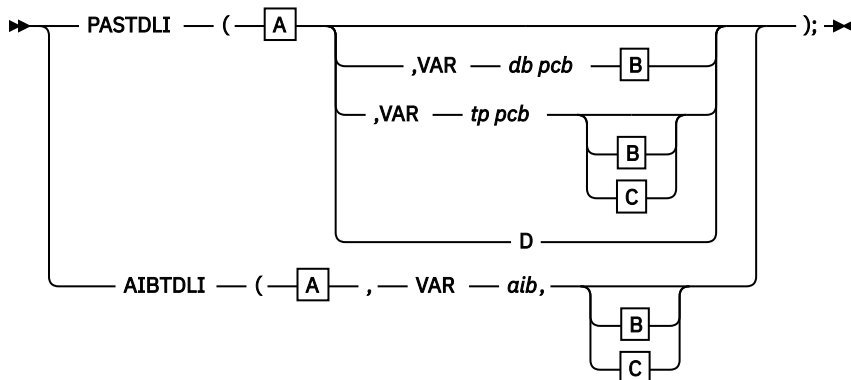 PASTDLI ( A );
,VAR db pcb B
,VAR tp pcb
B
C
D
AIBTDLI ( A , VAR aib,
B
C